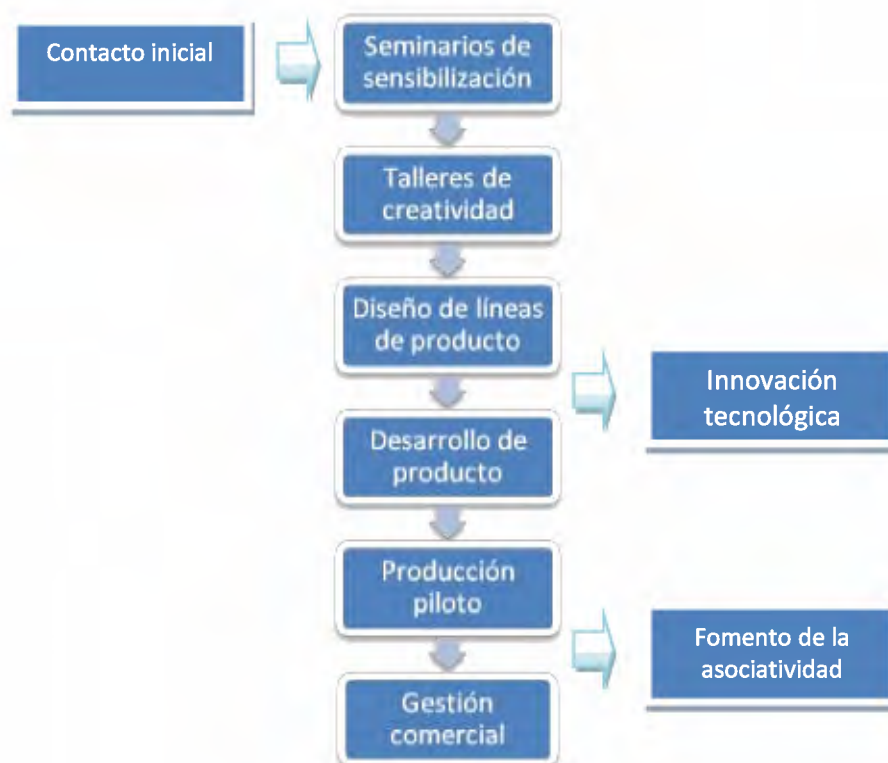 Contacto inicial
Seminarios de
sensibilización
Talleres de
creatividad
Diseño de líneas
de producto
Innovación
tecnológica
Desarrollo de
producto
Producción
piloto
Fomento de la
asociatividad
Gestión
comercial